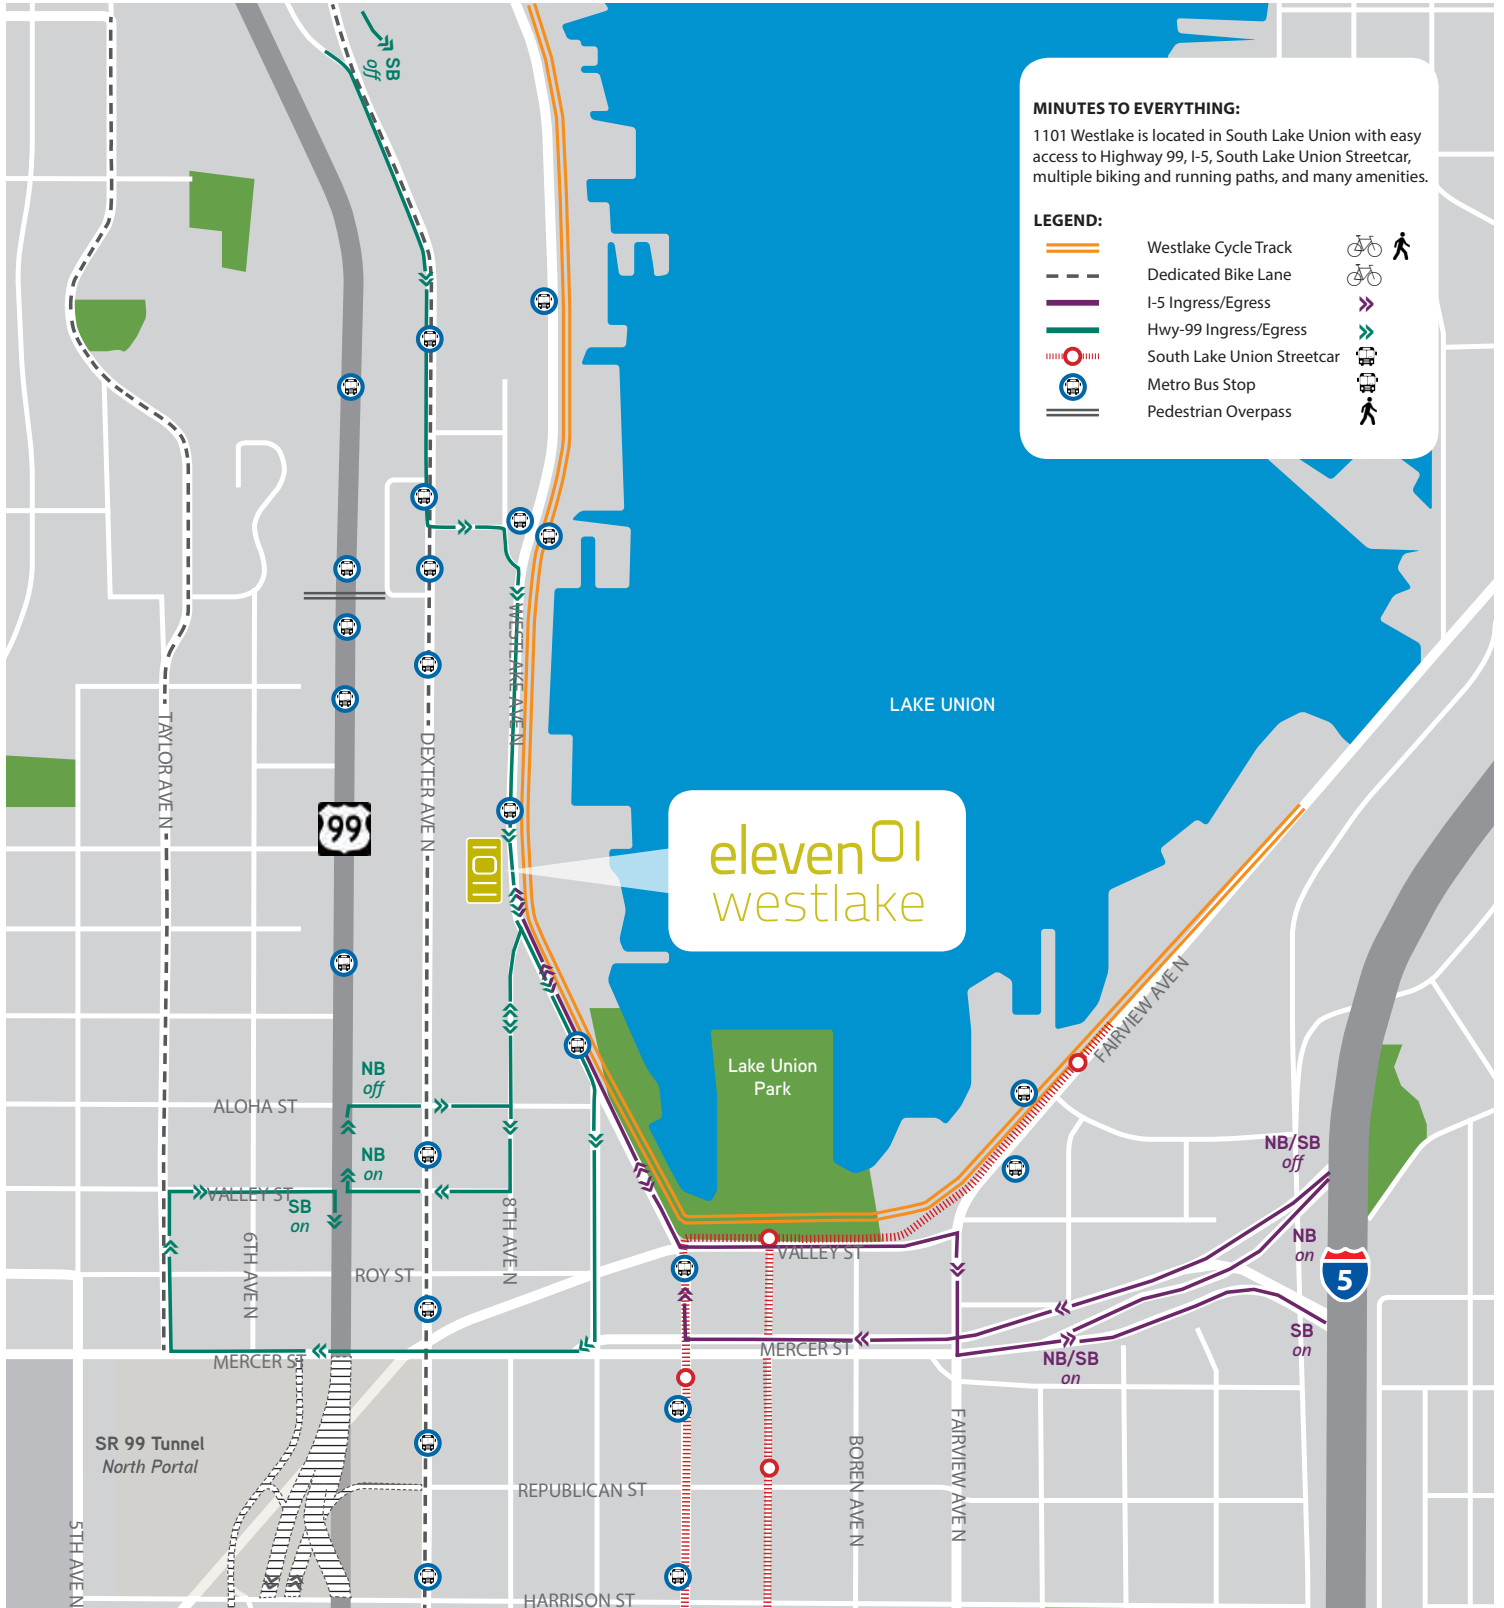 SB
off
MINUTES TO EVERYTHING:
1101 Westlake is located in South Lake Union with easy
access to Highway 99, I-5, South Lake Union Streetcar,
multiple biking and running paths, and many amenities.
LEGEND:
Westlake Cycle Track
Dedicated Bike Lane
I-5 Ingress/Egress
Hwy-99 Ingress/Egress
South Lake Union Streetcar
Metro Bus Stop
Pedestrian Overpass
WESTLAKE AVE N
LAKE UNION
TAYLOR AVE N
DEXTER AVE N
99
1101
eleven01
westlake
FAIRVIEW AVE N
Lake Union
Park
NB
off
ALOHA ST
NB
on
VALLEY ST
SB
on
8TH AVE N
6TH AVE N
ROY ST
VALLEY ST
NB/SB
off
NB
on
5
SB
on
MERCER ST
MERCER ST
NB/SB
on
SR 99 Tunnel
North Portal
FAIRVIEW AVE N
BOREN AVE N
REPUBLICAN ST
5TH AVE N
HARRISON ST